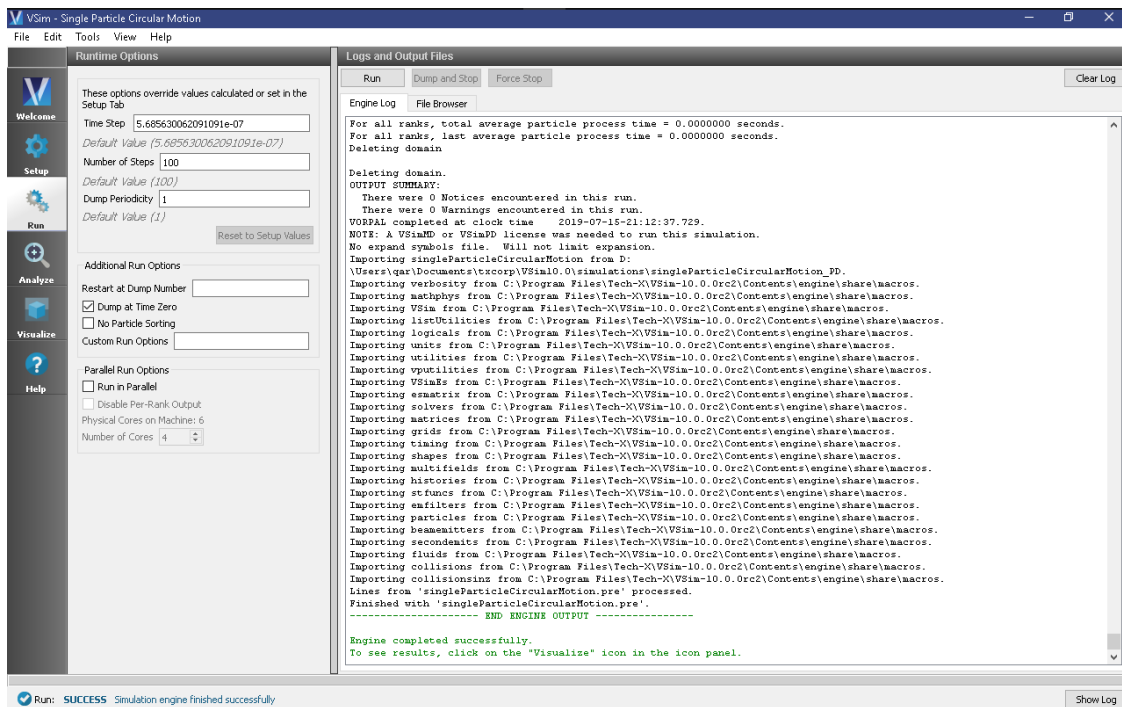 VSim - Single Particle Circular Motion
File Edit Tools View Help
Runtime Options
Logs and Output Files
Welcome
Setup
Run
Analyze
Visualize
Help
These options override values calculated or set in the
Setup Tab
Time Step 5.685630062091091e-07
Default Value (5.685630062091091e-07)
Number of Steps 100
Default Value (100)
Dump Periodicity 1
Default Value (1)
Reset to Setup Values
Additional Run Options
Restart at Dump Number
Dump at Time Zero
No Particle Sorting
Custom Run Options
Parallel Run Options
Run in Parallel
Disable Per-Rank Output
Physical Cores on Machine: 6
Number of Cores 4
Run Dump and Stop Force Stop Clear Log
Engine Log File Browser
For all ranks, total average particle process time = 0.0000000 seconds.
For all ranks, last average particle process time = 0.0000000 seconds.
Deleting domain
Deleting domain.
OUTPUT SUMMARY:
There were 0 Notices encountered in this run.
There were 0 Warnings encountered in this run.
VORPAL completed at clock time 2019-07-15-21:12:37.729.
NOTE: A VSimMD or VSimPD license was needed to run this simulation.
No expand symbols file. Will not limit expansion.
Importing singleParticleCircularMotion from D:
\Users\qar\Documents\txcorp\VSim10.0\simulations\singleParticleCircularMotion_PD.
Importing verbosity from C:\Program Files\Tech-X\VSim-10.0.0rc2\Contents\engine\share\macros.
Importing mathphys from C:\Program Files\Tech-X\VSim-10.0.0rc2\Contents\engine\share\macros.
Importing VSim from C:\Program Files\Tech-X\VSim-10.0.0rc2\Contents\engine\share\macros.
Importing listUtilities from C:\Program Files\Tech-X\VSim-10.0.0rc2\Contents\engine\share\macros.
Importing logicals from C:\Program Files\Tech-X\VSim-10.0.0rc2\Contents\engine\share\macros.
Importing units from C:\Program Files\Tech-X\VSim-10.0.0rc2\Contents\engine\share\macros.
Importing utilities from C:\Program Files\Tech-X\VSim-10.0.0rc2\Contents\engine\share\macros.
Importing vputilities from C:\Program Files\Tech-X\VSim-10.0.0rc2\Contents\engine\share\macros.
Importing VSimEs from C:\Program Files\Tech-X\VSim-10.0.0rc2\Contents\engine\share\macros.
Importing esmatrix from C:\Program Files\Tech-X\VSim-10.0.0rc2\Contents\engine\share\macros.
Importing solvers from C:\Program Files\Tech-X\VSim-10.0.0rc2\Contents\engine\share\macros.
Importing matrices from C:\Program Files\Tech-X\VSim-10.0.0rc2\Contents\engine\share\macros.
Importing grids from C:\Program Files\Tech-X\VSim-10.0.0rc2\Contents\engine\share\macros.
Importing timing from C:\Program Files\Tech-X\VSim-10.0.0rc2\Contents\engine\share\macros.
Importing shapes from C:\Program Files\Tech-X\VSim-10.0.0rc2\Contents\engine\share\macros.
Importing multifields from C:\Program Files\Tech-X\VSim-10.0.0rc2\Contents\engine\share\macros.
Importing histories from C:\Program Files\Tech-X\VSim-10.0.0rc2\Contents\engine\share\macros.
Importing stfuncs from C:\Program Files\Tech-X\VSim-10.0.0rc2\Contents\engine\share\macros.
Importing emfilters from C:\Program Files\Tech-X\VSim-10.0.0rc2\Contents\engine\share\macros.
Importing particles from C:\Program Files\Tech-X\VSim-10.0.0rc2\Contents\engine\share\macros.
Importing beamemitters from C:\Program Files\Tech-X\VSim-10.0.0rc2\Contents\engine\share\macros.
Importing secondemits from C:\Program Files\Tech-X\VSim-10.0.0rc2\Contents\engine\share\macros.
Importing fluids from C:\Program Files\Tech-X\VSim-10.0.0rc2\Contents\engine\share\macros.
Importing collisions from C:\Program Files\Tech-X\VSim-10.0.0rc2\Contents\engine\share\macros.
Importing collisionsinz from C:\Program Files\Tech-X\VSim-10.0.0rc2\Contents\engine\share\macros.
Lines from 'singleParticleCircularMotion.pre' processed.
Finished with 'singleParticleCircularMotion.pre'.
--------------------- END ENGINE OUTPUT ----------------
Engine completed successfully.
To see results, click on the "Visualize" icon in the icon panel.
Run: SUCCESS Simulation engine finished successfully
Show Log